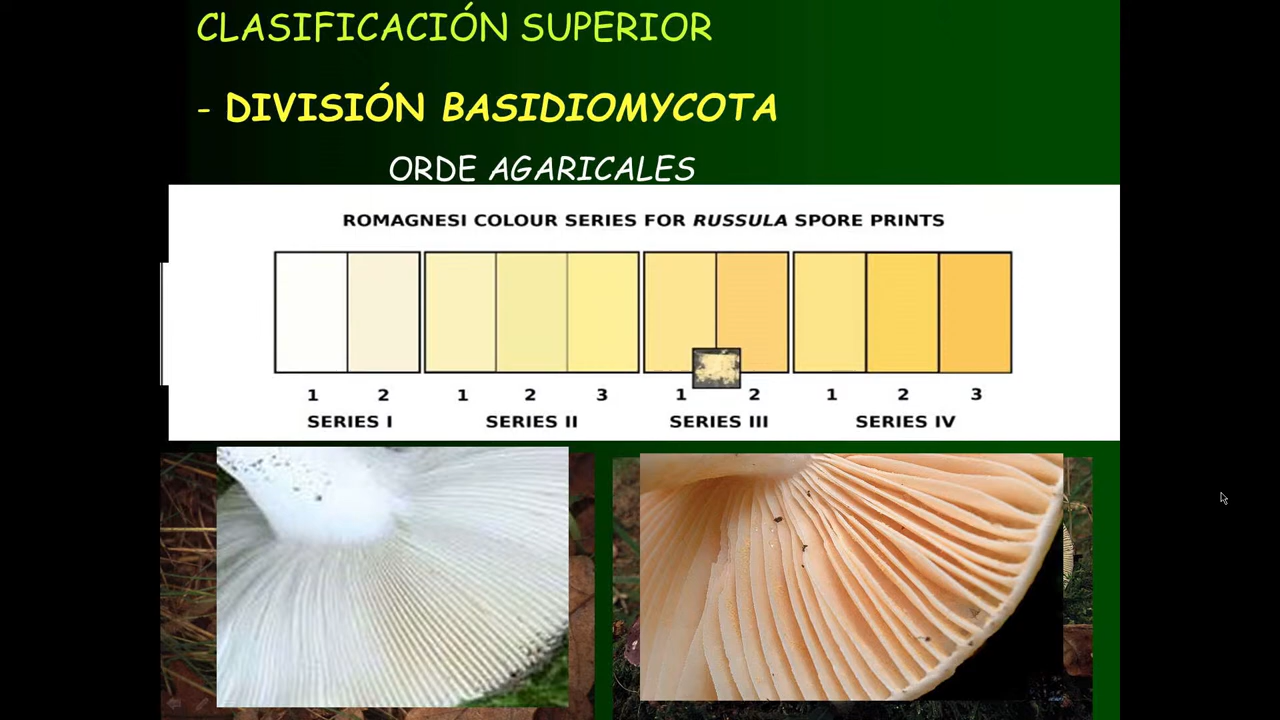 CLASIFICACIÓN SUPERIOR
- DIVISIÓN BASIDIOMYCOTA
ORDE AGARICALES
ROMAGNESI COLOUR SERIES FOR RUSSULA SPORE PRINTS
1 2 1 2 3 1 2 1 2 3
SERIES I SERIES II SERIES III SERIES IV